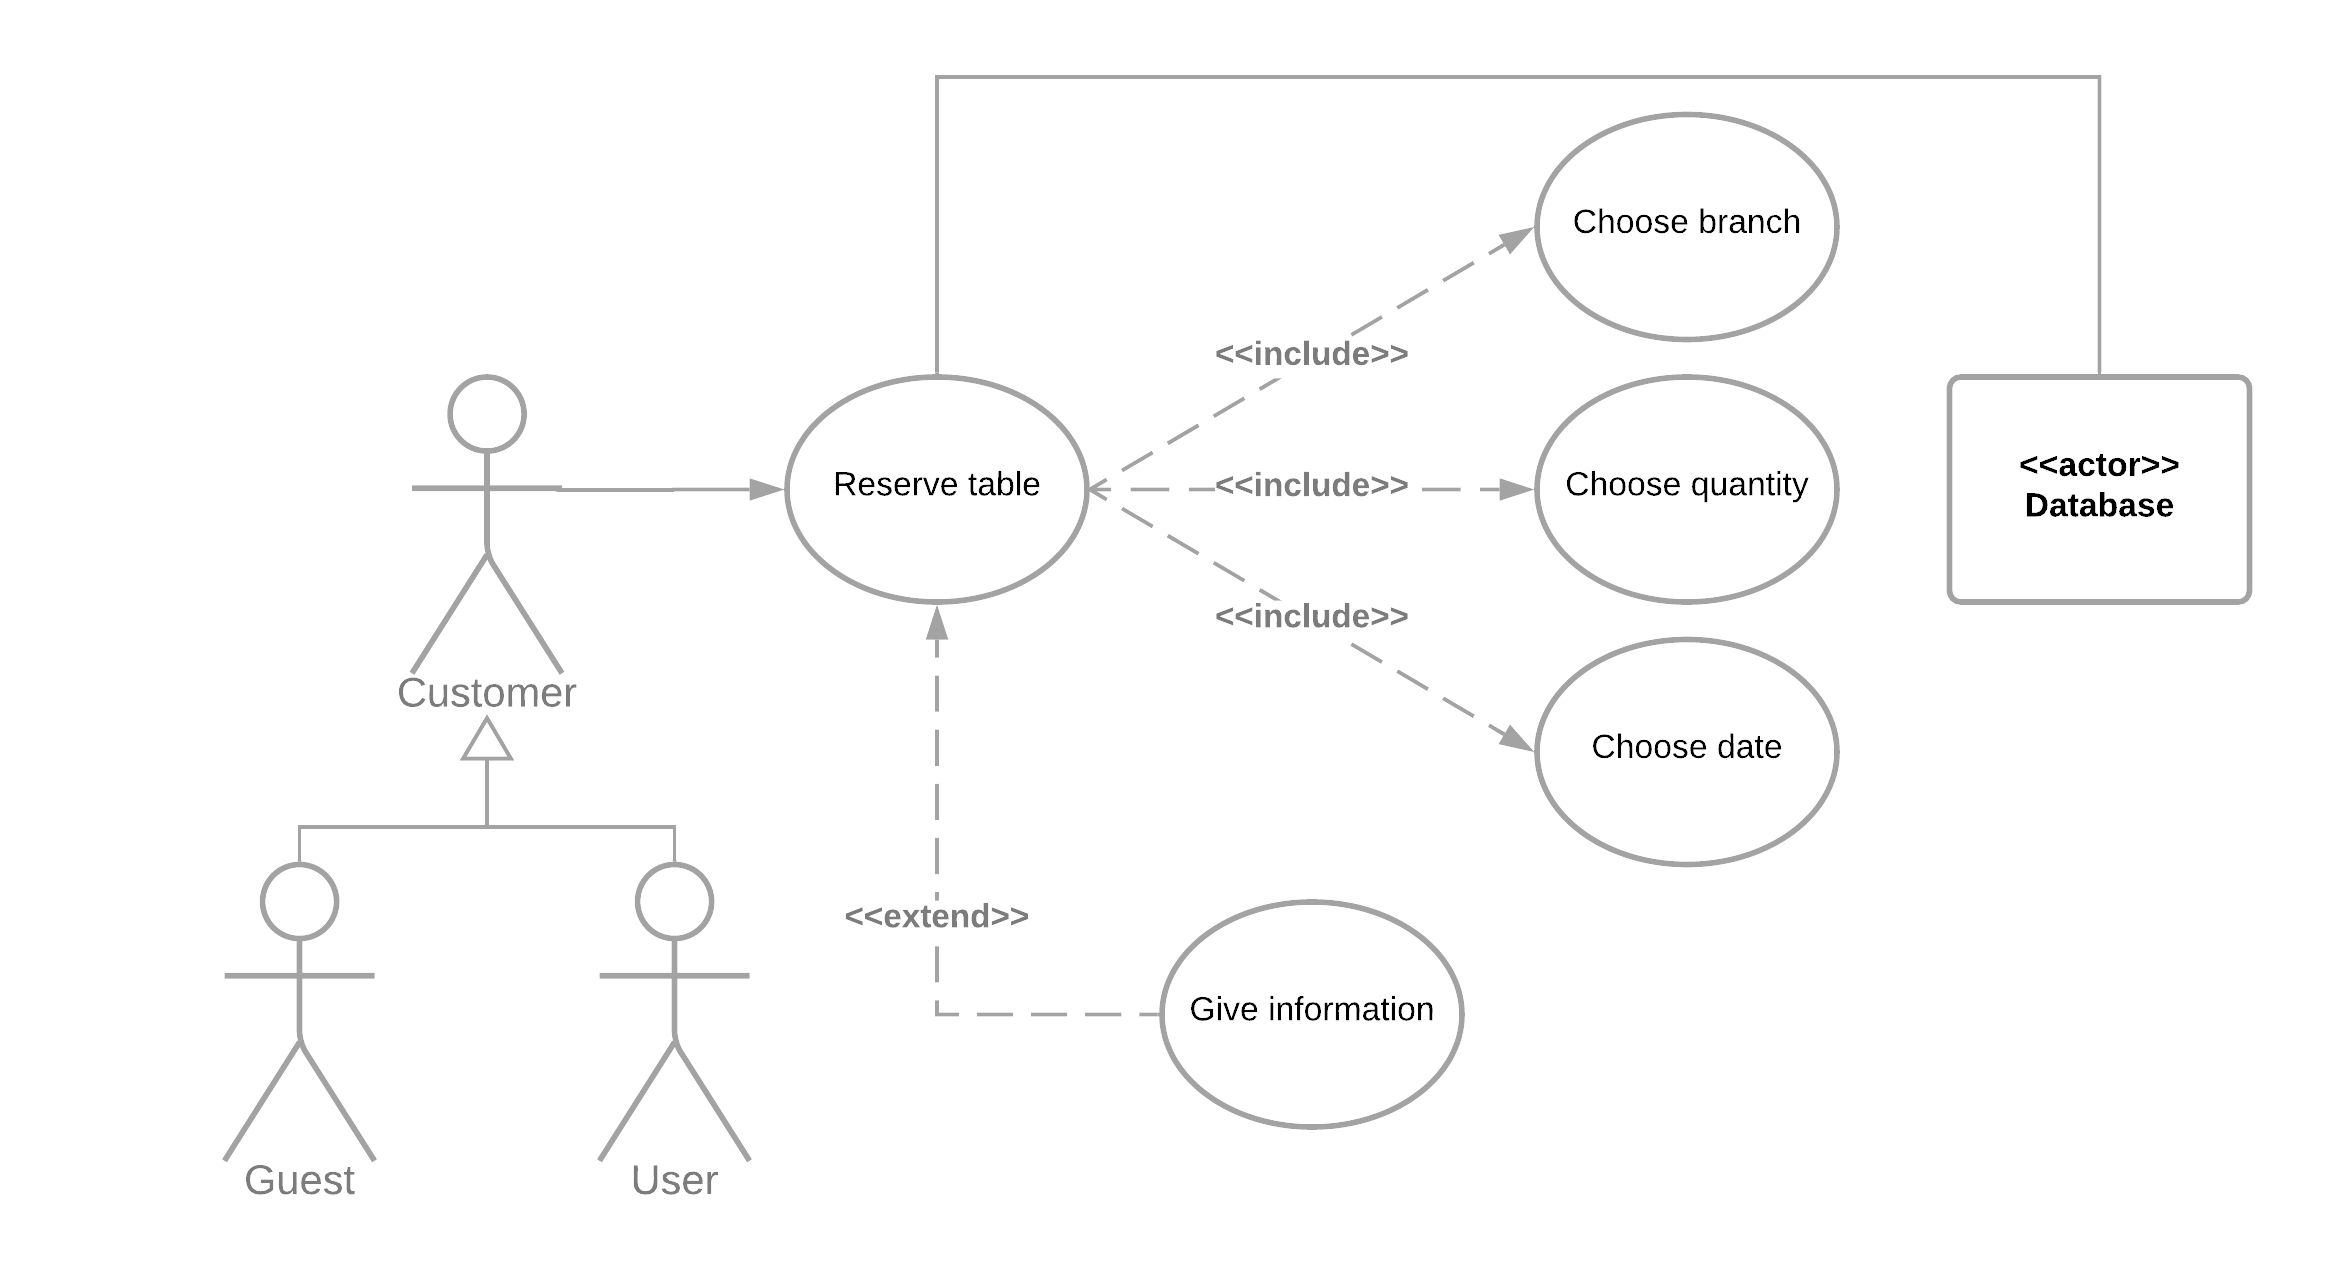 Choose branch
<<include>>
Reserve table
<<include>>
Choose quantity
<<actor>>
Database
<<include>>
Customer
Choose date
<<extend>>
Give information
Guest
User